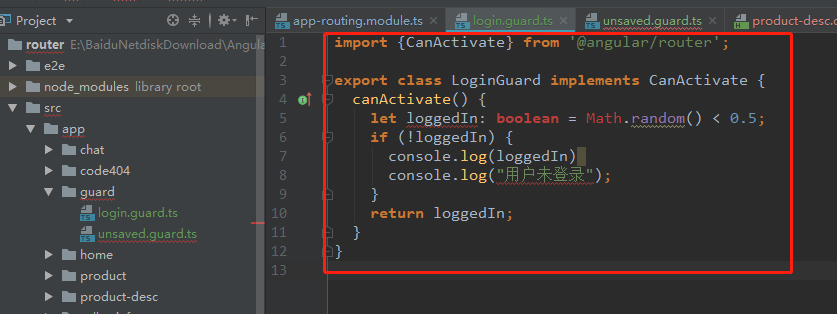 Project
app-routing.module.ts
login.guard.ts
unsaved.guard.ts
product-desc.c
router E:\BaiduNetdiskDownload\Angula
e2e
node_modules library root
src
app
chat
code404
guard
login.guard.ts
unsaved.guard.ts
home
product
product-desc
1 import {CanActivate} from '@angular/router';
2
3 export class LoginGuard implements CanActivate {
4 canActivate() {
5 let loggedIn: boolean = Math.random() < 0.5;
6 if (!loggedIn) {
7 console.log(loggedIn)
8 console.log("用户未登录");
9 }
10 return loggedIn;
11 }
12 }
13